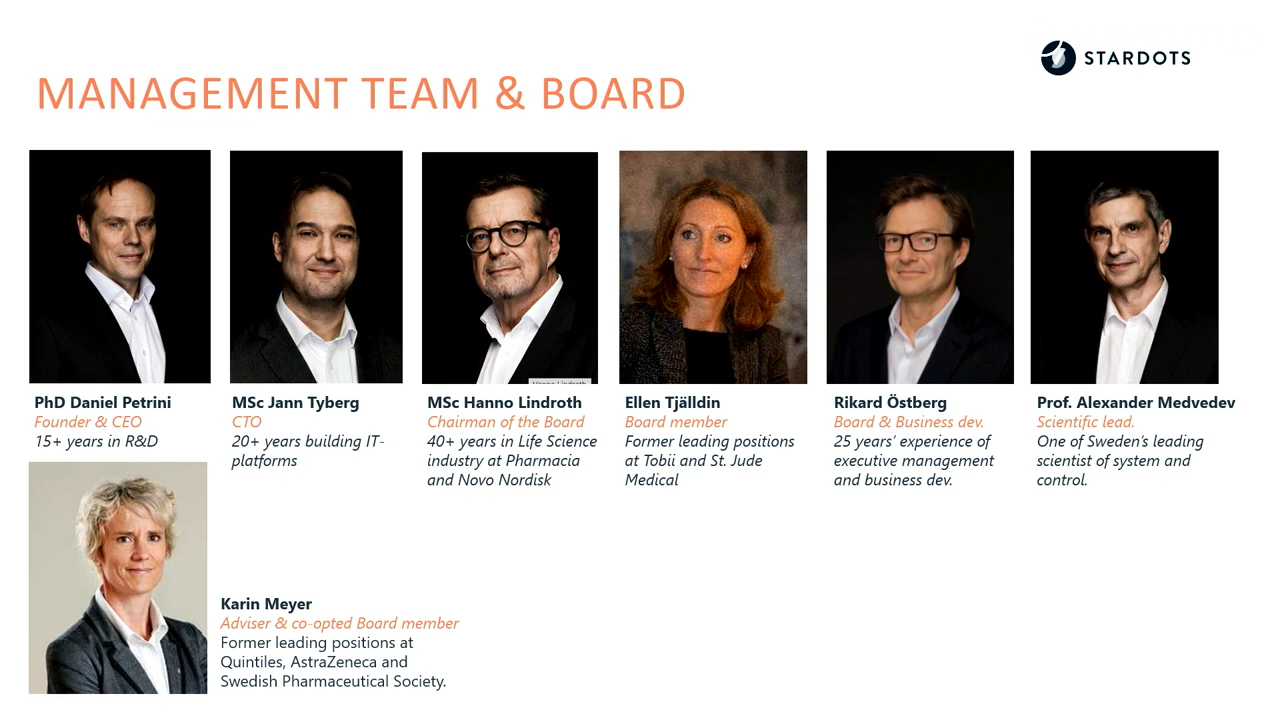 STARDOTS
MANAGEMENT TEAM & BOARD
Hanno Lindroth
PhD Daniel Petrini
Founder & CEO
15+ years in R&D
MSc Jann Tyberg
CTO
20+ years building IT-
platforms
MSc Hanno Lindroth
Chairman of the Board
40+ years in Life Science
industry at Pharmacia
and Novo Nordisk
Ellen Tjälldin
Board member
Former leading positions
at Tobii and St. Jude
Medical
Rikard Östberg
Board & Business dev.
25 years’ experience of
executive management
and business dev.
Prof. Alexander Medvedev
Scientific lead.
One of Sweden’s leading
scientist of system and
control.
Karin Meyer
Adviser & co-opted Board member
Former leading positions at
Quintiles, AstraZeneca and
Swedish Pharmaceutical Society.